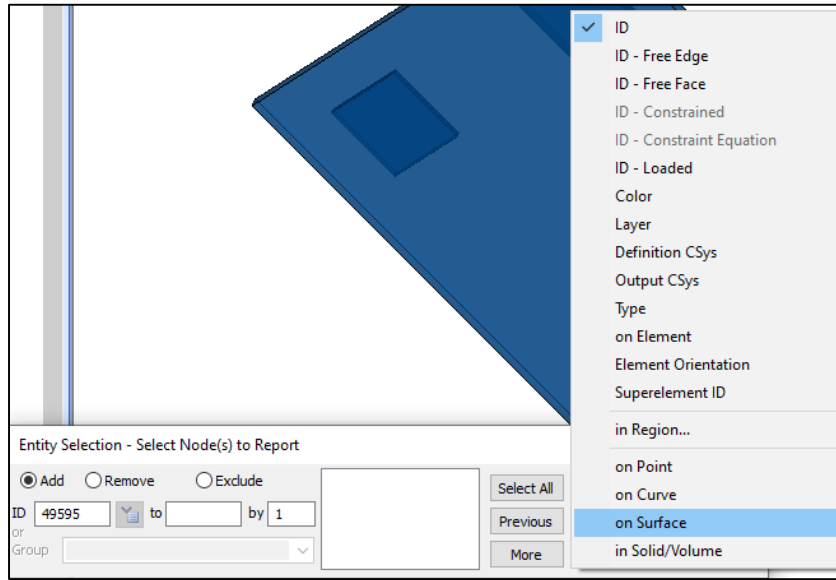 ID
ID - Free Edge
ID - Free Face
ID - Constrained
ID - Constraint Equation
ID - Loaded
Color
Layer
Definition CSys
Output CSys
Type
on Element
Element Orientation
Superelement ID
in Region...
on Point
on Curve
on Surface
in Solid/Volume
Entity Selection - Select Node(s) to Report
Add Remove Exclude
Select All
ID 49595 to by 1
Previous
or
Group
More